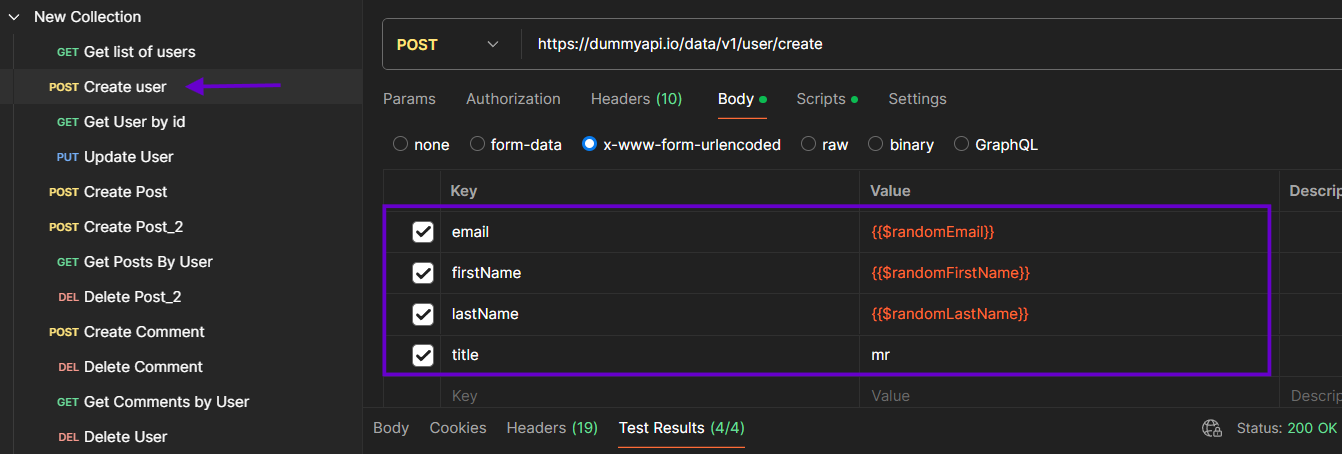 New Collection
GET Get list of users
POST Create user
GET Get User by id
PUT Update User
POST Create Post
POST Create Post_2
GET Get Posts By User
DEL Delete Post_2
POST Create Comment
DEL Delete Comment
GET Get Comments by User
DEL Delete User
POST https://dummyapi.io/data/v1/user/create
Params Authorization Headers (10) Body Scripts Settings
none form-data x-www-form-urlencoded raw binary GraphQL
Key Value Descrip
email {{$randomEmail}}
firstName {{$randomFirstName}}
lastName {{$randomLastName}}
title mr
Key Value Descrip
Body Cookies Headers (19) Test Results (4/4) Status: 200 OK